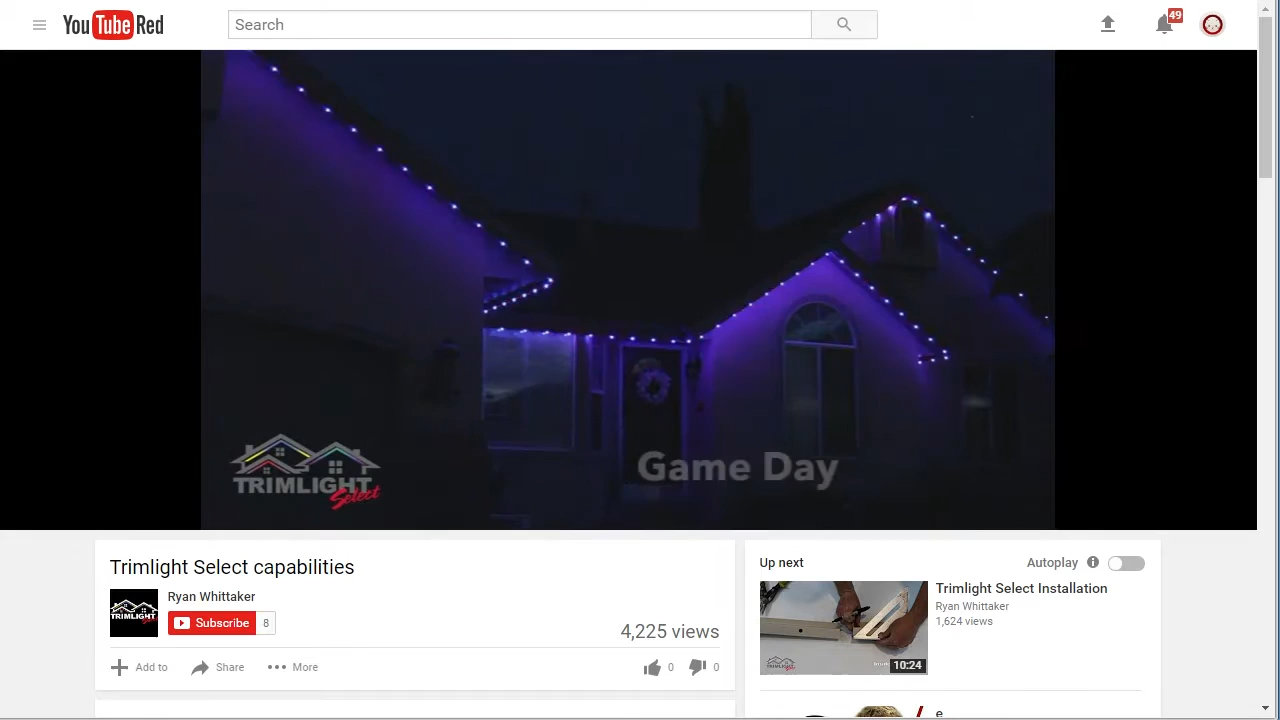 YouTube Red
Search
49
TRIMLIGHT
Select
Game Day
Trimlight Select capabilities
Ryan Whittaker
Subscribe 8
4,225 views
Add to Share More 0 0
Up next
Autoplay
Trimlight Select Installation
Ryan Whittaker
1,624 views
TRIMLIGHT
10:24
TRIMLIGHT
e